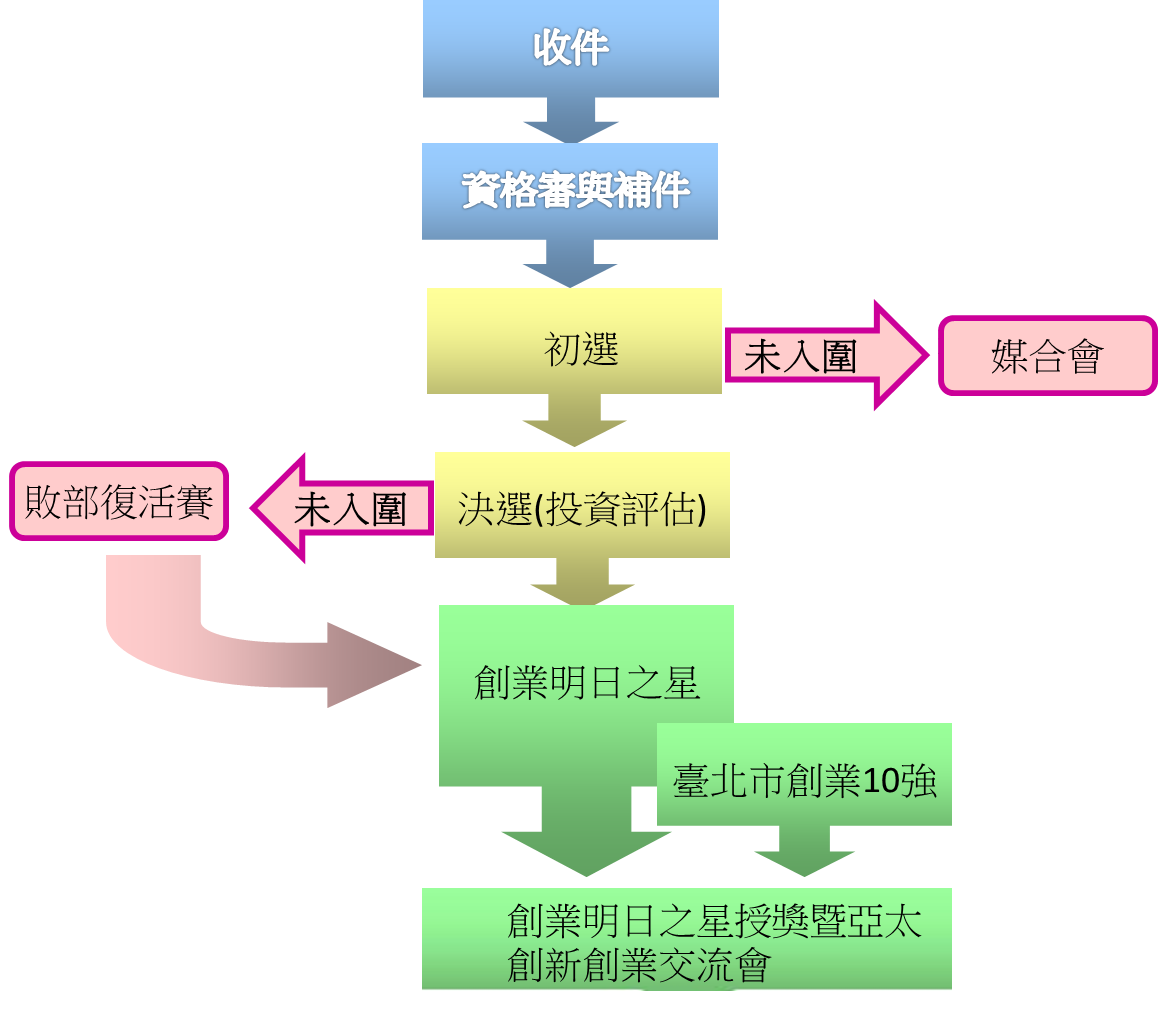 收件
資格審與補件
初選
未入圍
媒合會
敗部復活賽
未入圍
決選(投資評估)
創業明日之星
臺北市創業10強
創業明日之星授獎暨亞太
創新創業交流會